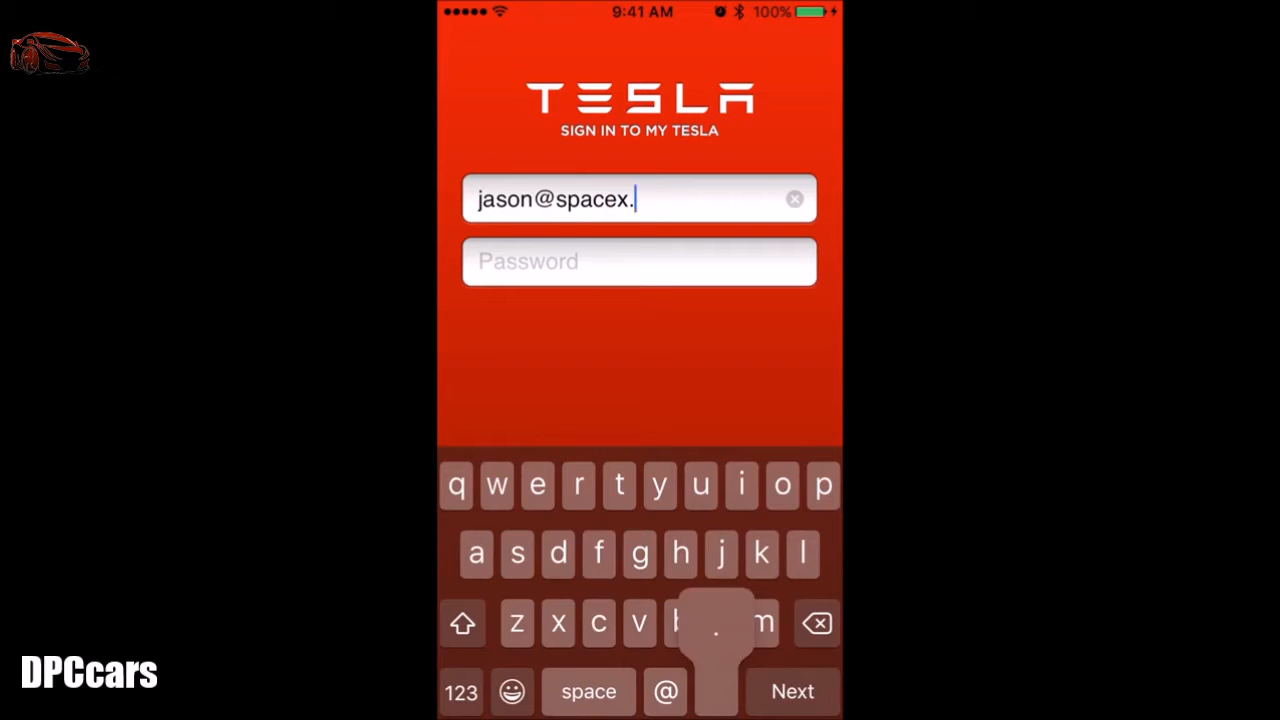 9:41 AM 100%
TESLA
SIGN IN TO MY TESLA
jason@spacex.
Password
q w e r t y u i o p
a s d f g h j k l
z x c v b . m
123 space @ Next
DPCcars